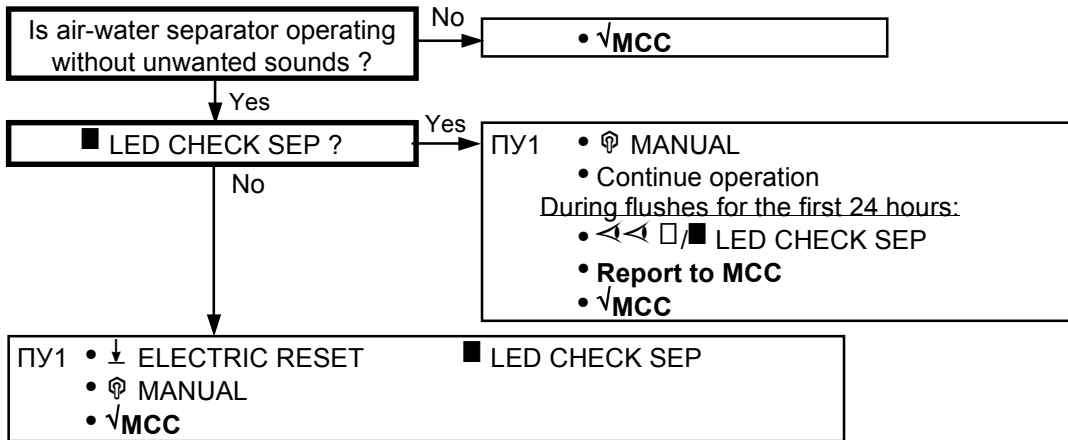 Is air-water separator operating
without unwanted sounds ?
No
• √MCC
Yes
■ LED CHECK SEP ?
Yes
No
ПУ1 • MANUAL
• Continue operation
During flushes for the first 24 hours:
• □/■ LED CHECK SEP
• Report to MCC
• √MCC
ПУ1 • ELECTRIC RESET ■ LED CHECK SEP
• MANUAL
• √MCC